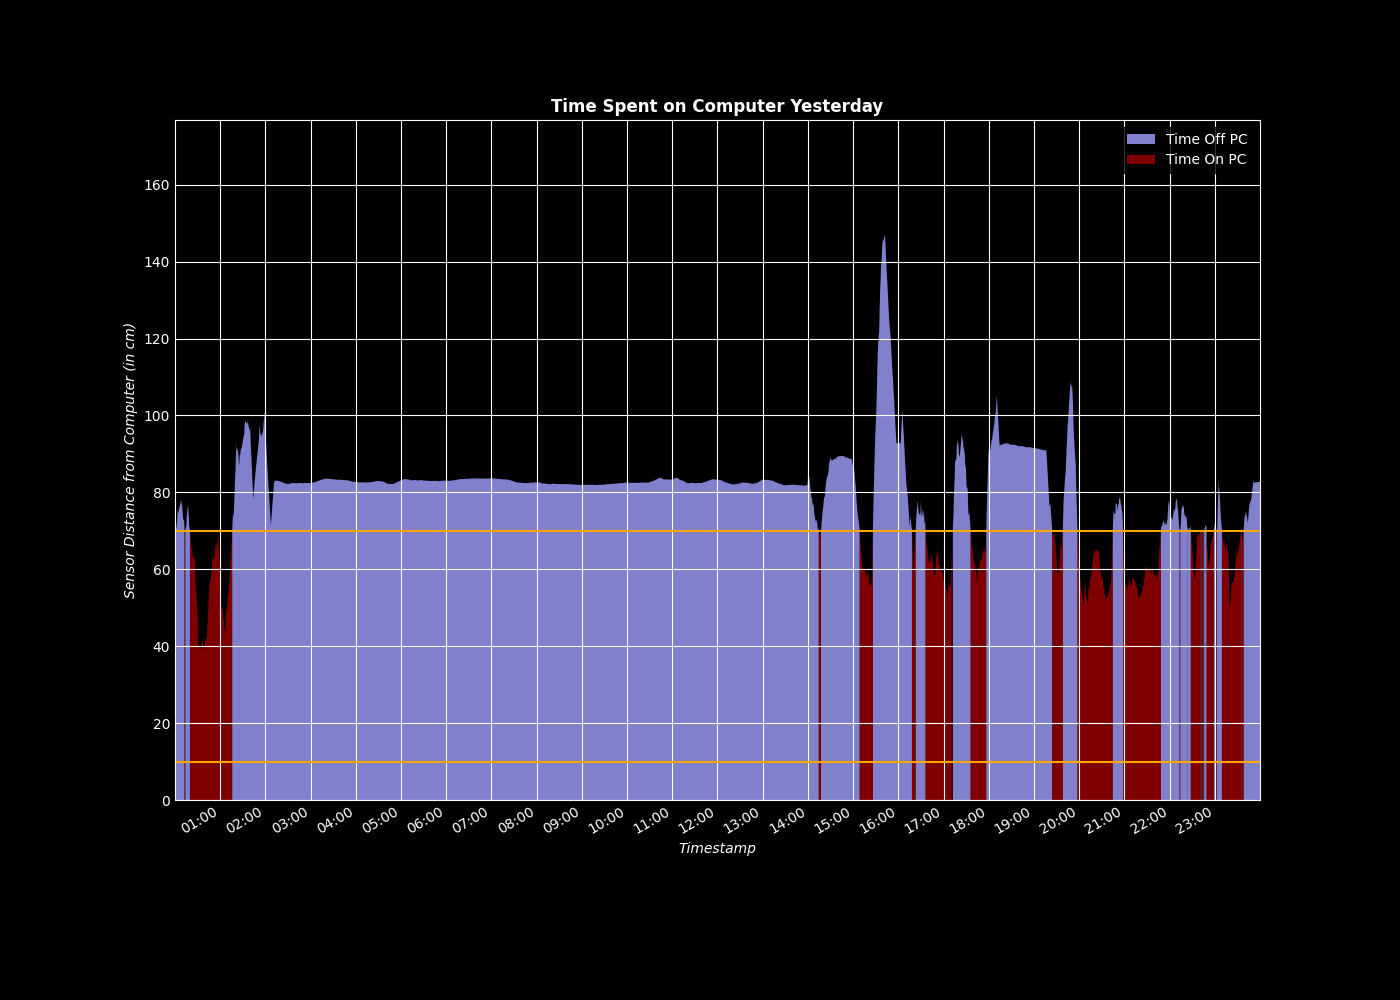 Time Spent on Computer Yesterday
Time Off PC
Time On PC
Sensor Distance from Computer (in cm)
160
140
120
100
80
60
40
20
0
01:00 02:00 03:00 04:00 05:00 06:00 07:00 08:00 09:00 10:00 11:00 12:00 13:00 14:00 15:00 16:00 17:00 18:00 19:00 20:00 21:00 22:00 23:00
Timestamp